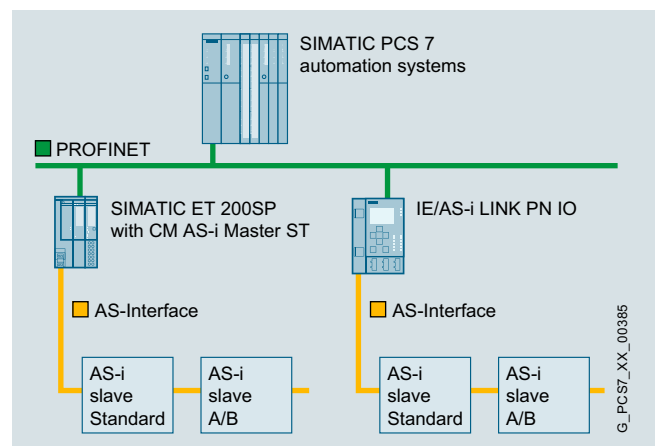 SIMATIC PCS 7
automation systems
PROFINET
SIMATIC ET 200SP
with CM AS-i Master ST
IE/AS-i LINK PN IO
AS-Interface
AS-Interface
AS-i
slave
Standard
AS-i
slave
A/B
AS-i
slave
Standard
AS-i
slave
A/B
G_PCS7_XX_00385